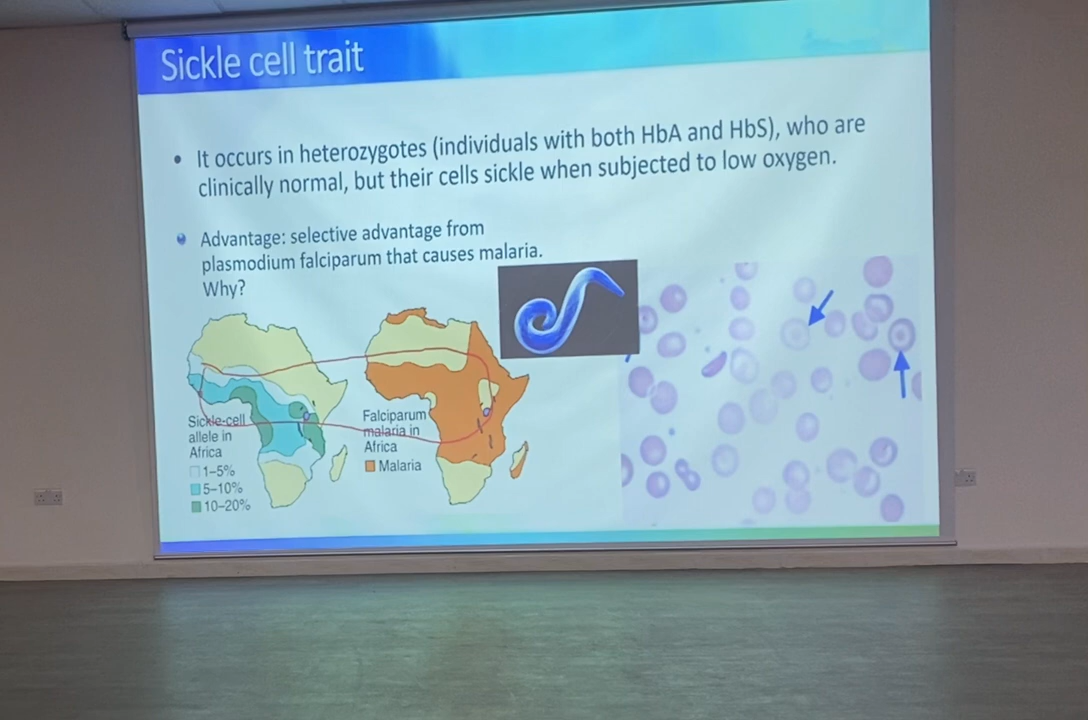 Sickle cell trait
• It occurs in heterozygotes (individuals with both HbA and HbS), who are
clinically normal, but their cells sickle when subjected to low oxygen.
• Advantage: selective advantage from
plasmodium falciparum that causes malaria.
Why?
Sickle-cell
allele in
Africa
1–5%
5–10%
10–20%
Falciparum
malaria in
Africa
Malaria